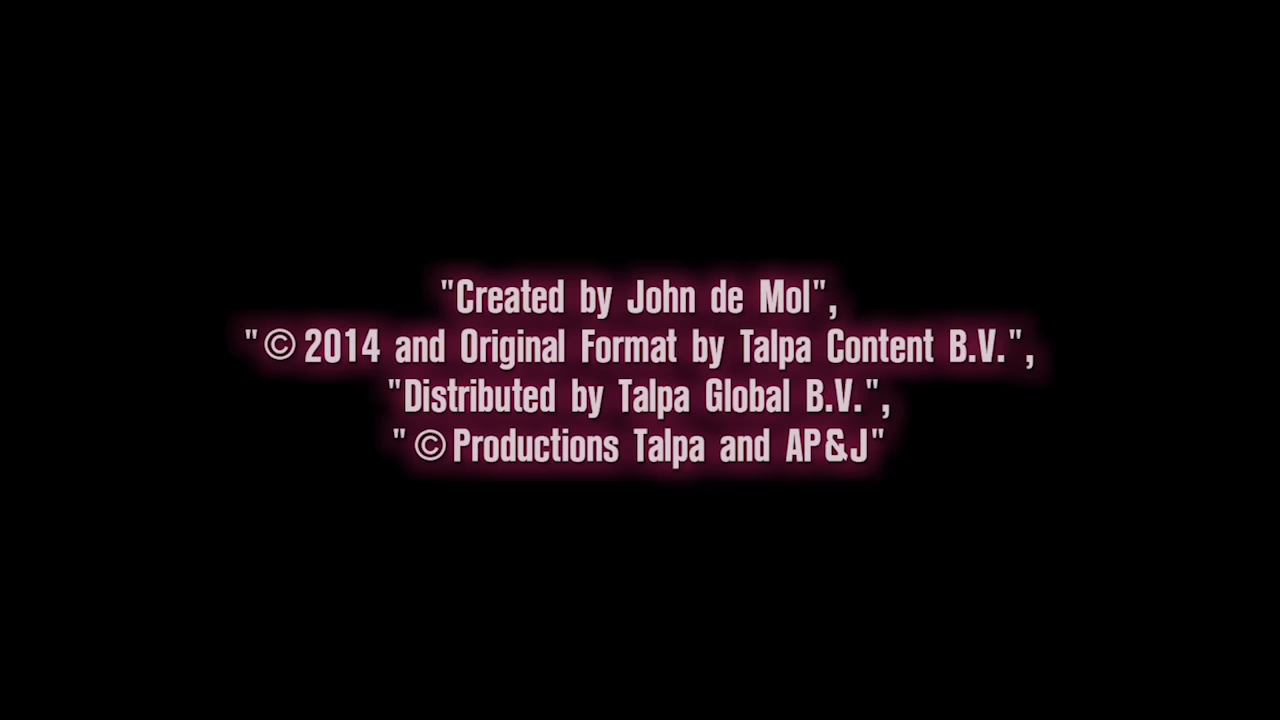 "Created by John de Mol",
"© 2014 and Original Format by Talpa Content B.V.",
"Distributed by Talpa Global B.V.",
"©Productions Talpa and AP&J"